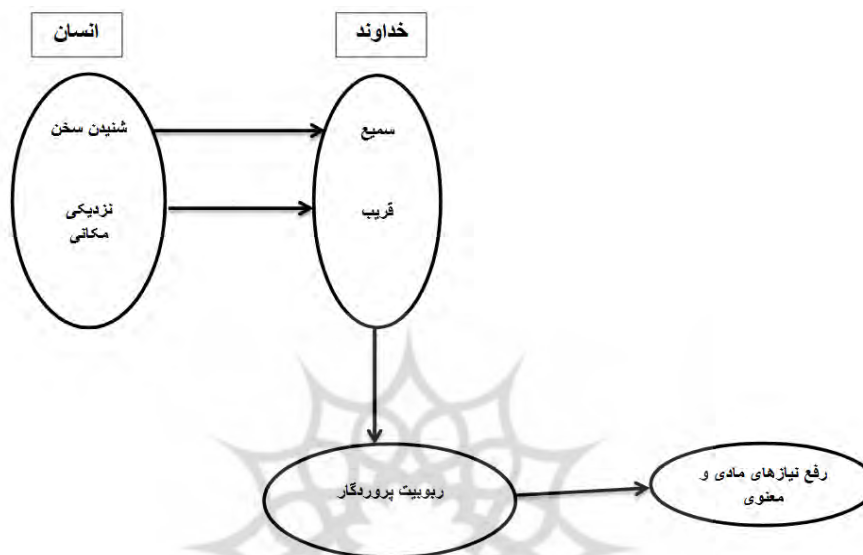 انسان
خداوند
شنیدن سخن
سمیع
نزدیکی
مکانی
قریب
ربوبیت پروردگار
رفع نیازهای مادی و
معنوی